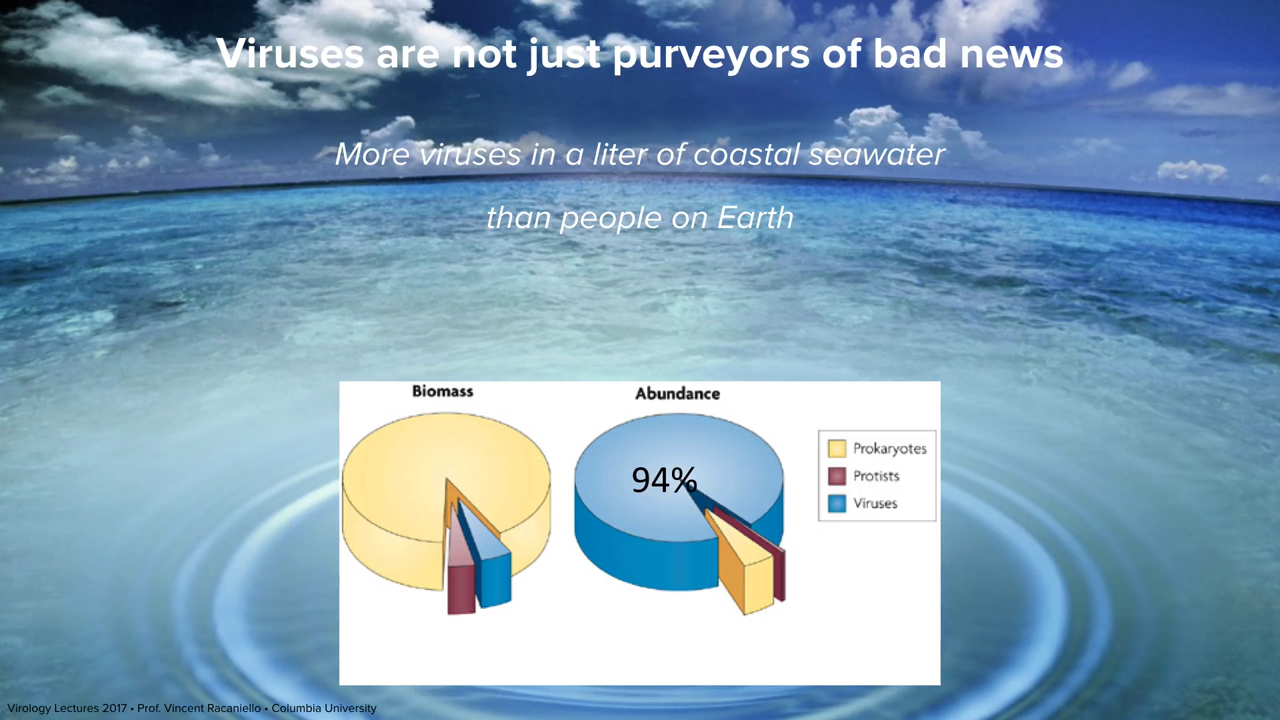 Viruses are not just purveyors of bad news
More viruses in a liter of coastal seawater
than people on Earth
Biomass
Abundance
94%
Prokaryotes
Protists
Viruses
Virology Lectures 2017 • Prof. Vincent Racaniello • Columbia University